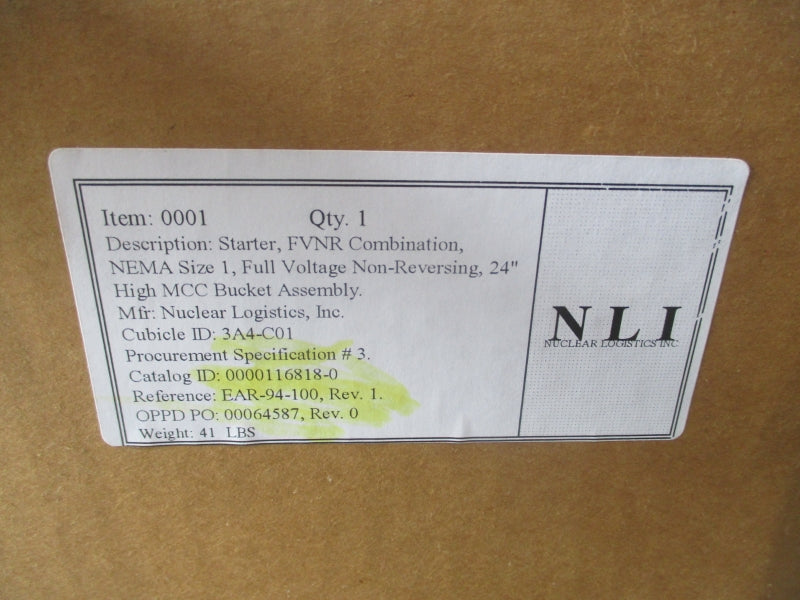 Item: 0001 Qty. 1
Description: Starter, FVNR Combination,
NEMA Size 1, Full Voltage Non-Reversing, 24"
High MCC Bucket Assembly.
Mfr: Nuclear Logistics, Inc.
Cubicle ID: 3A4-C01
Procurement Specification # 3.
Catalog ID: 0000116818-0
Reference: EAR-94-100, Rev. 1.
OPPD PO: 00064587, Rev. 0
Weight: 41 LBS
NLI
NUCLEAR LOGISTICS INC